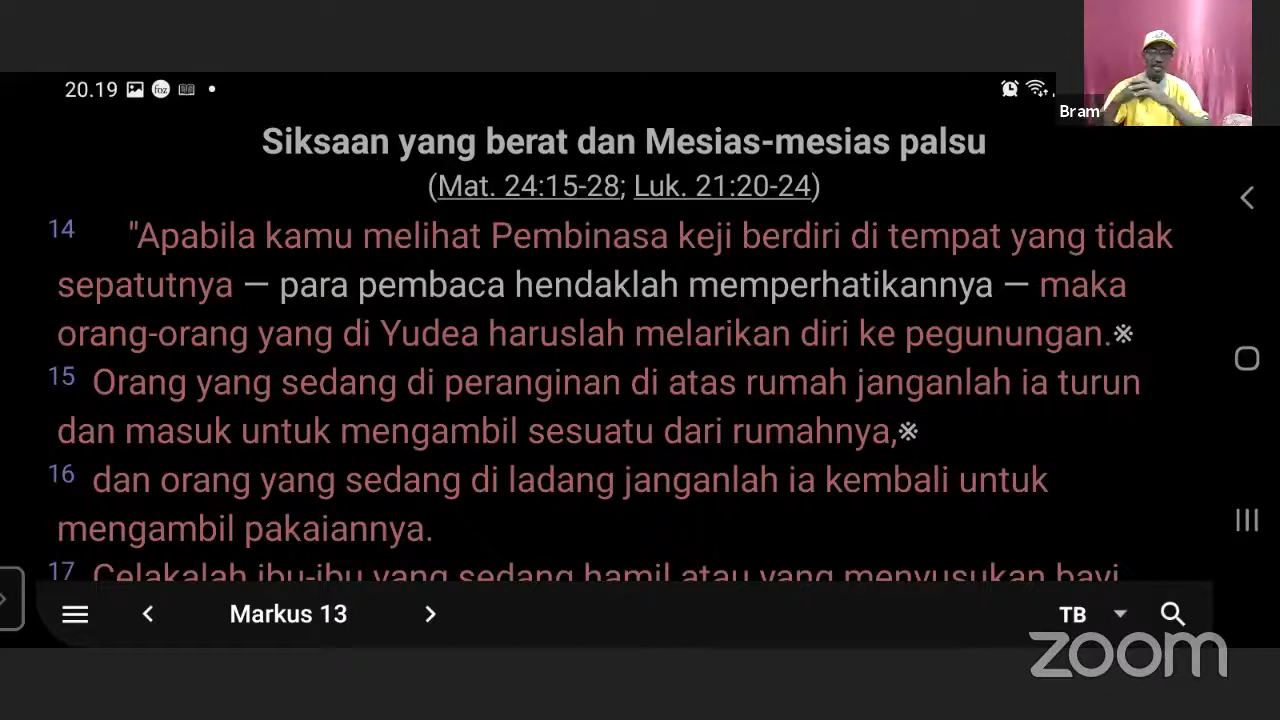 20.19
foz
Bram
Siksaan yang berat dan Mesias-mesias palsu
(Mat. 24:15-28; Luk. 21:20-24)
14 "Apabila kamu melihat Pembinasa keji berdiri di tempat yang tidak
sepatutnya — para pembaca hendaklah memperhatikannya — maka
orang-orang yang di Yudea haruslah melarikan diri ke pegunungan.※
15 Orang yang sedang di peranginan di atas rumah janganlah ia turun
dan masuk untuk mengambil sesuatu dari rumahnya,※
16 dan orang yang sedang di ladang janganlah ia kembali untuk
mengambil pakaiannya.
17 Celakalah ibu-ibu yang sedang hamil atau yang menyusukan bayi
Markus 13
TB
zoom